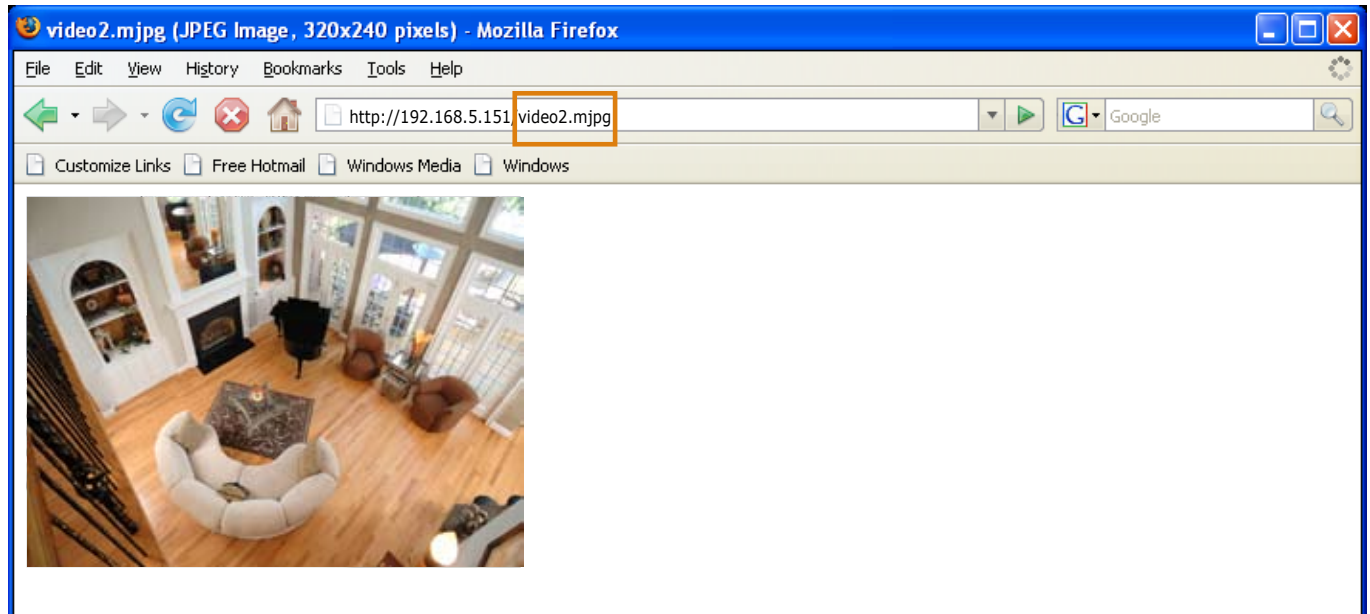 video2.mjpg (JPEG Image, 320x240 pixels) - Mozilla Firefox
File Edit View History Bookmarks Tools Help
http://192.168.5.151/video2.mjpg G Google
Customize Links Free Hotmail Windows Media Windows